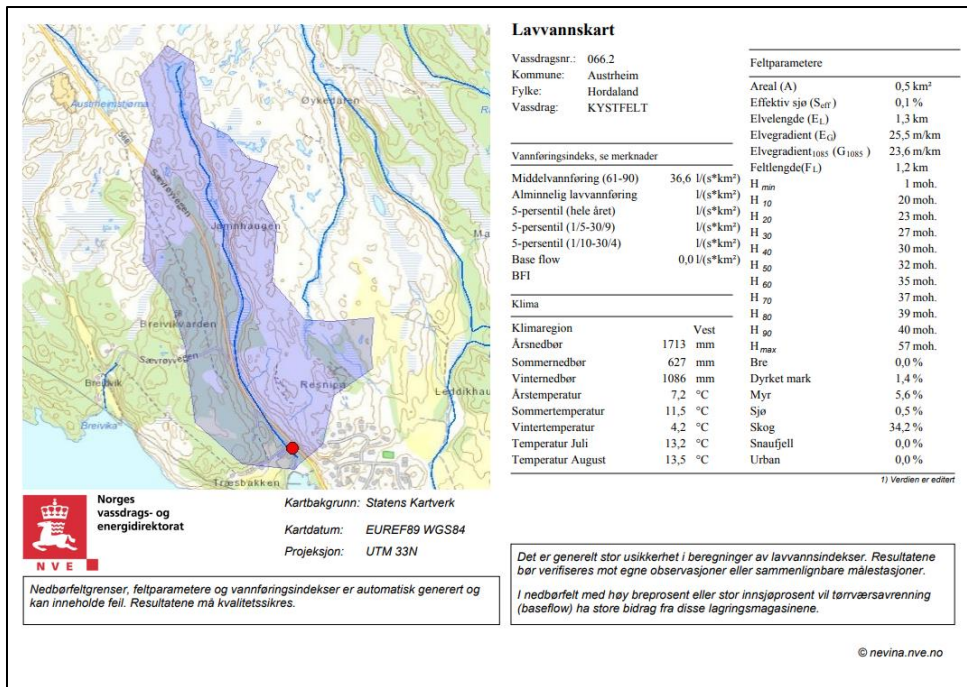 Austrheimstjørna
Øykedalen
568
Særrøyvegen
Breivikvarden
Særrøyvegen
Breivik
Breivika
Resnipa
Træsbakken
Norges
vassdrags- og
energidirektorat
NVE
Kartbakgrunn: Statens Kartverk
Kartdatum: EUREF89 WGS84
Projeksjon: UTM 33N
Nedbørfeltgrenser, feltparametere og vannføringsindekser er automatisk generert og
kan inneholde feil. Resultatene må kvalitetssikres.
Lavvannskart
Vassdragsnr.: 066.2
Kommune: Austrheim
Fylke: Hordaland
Vassdrag: KYSTFELT
Vannføringsindeks, se merknader
Middelvannføring (61-90) 36,6 l/(s*km²)
Alminnelig lavvannføring l/(s*km²)
5-persentil (hele året) l/(s*km²)
5-persentil (1/5-30/9) l/(s*km²)
5-persentil (1/10-30/4) l/(s*km²)
Base flow 0,0 l/(s*km²)
BFI
Klima
Klimaregion Vest
Årsnedbør 1713 mm
Sommernedbør 627 mm
Vinternedbør 1086 mm
Årstemperatur 7,2 °C
Sommertemperatur 11,5 °C
Vintertemperatur 4,2 °C
Temperatur Juli 13,2 °C
Temperatur August 13,5 °C
Feltparametere
Areal (A) 0,5 km²
Effektiv sjø (Seff) 0,1 %
Elvelengde (EL) 1,3 km
Elvegradient (EG) 25,5 m/km
Elvegradient1085 (G1085) 23,6 m/km
Feltlengde(FL) 1,2 km
H min 1 moh.
H 10 20 moh.
H 20 23 moh.
H 30 27 moh.
H 40 30 moh.
H 50 32 moh.
H 60 35 moh.
H 70 37 moh.
H 80 39 moh.
H 90 40 moh.
H max 57 moh.
Bre 0,0 %
Dyrket mark 1,4 %
Myr 5,6 %
Sjø 0,5 %
Skog 34,2 %
Snaufjell 0,0 %
Urban 0,0 %
1) Verdien er editert
Det er generelt stor usikkerhet i beregninger av lavvannsindekser. Resultatene
bør verifiseres mot egne observasjoner eller sammenlignbare målestasjoner.
I nedbørfelt med høy breprosent eller stor innsjøprosent vil tørrværsavrenning
(baseflow) ha store bidrag fra disse lagringsmagasinene.
© nevina.nve.no